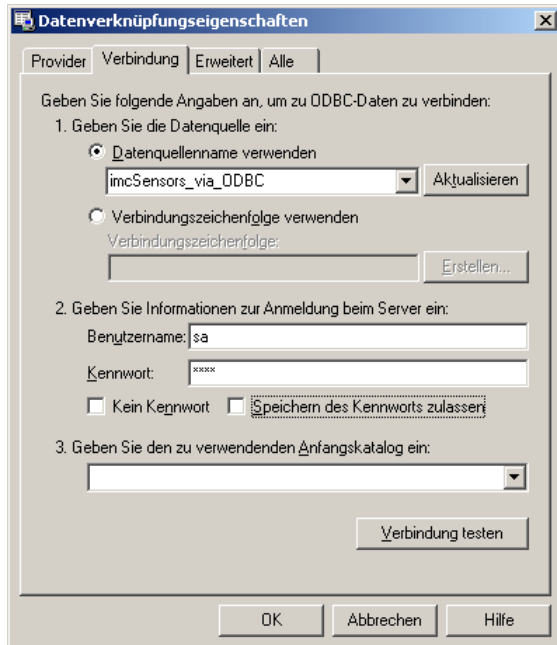 Datenverknüpfungseigenschaften
Provider Verbindung Erweitert Alle
Geben Sie folgende Angaben an, um zu ODBC-Daten zu verbinden:
1. Geben Sie die Datenquelle ein:
Datenquellenname verwenden
imcSensors_via_ODBC Aktualisieren
Verbindungszeichenfolge verwenden
Verbindungszeichenfolge:
Erstellen...
2. Geben Sie Informationen zur Anmeldung beim Server ein:
Benutzername: sa
Kennwort: ****
Kein Kennwort Speichern des Kennworts zulassen
3. Geben Sie den zu verwendenden Anfangskatalog ein:
Verbindung testen
OK Abbrechen Hilfe